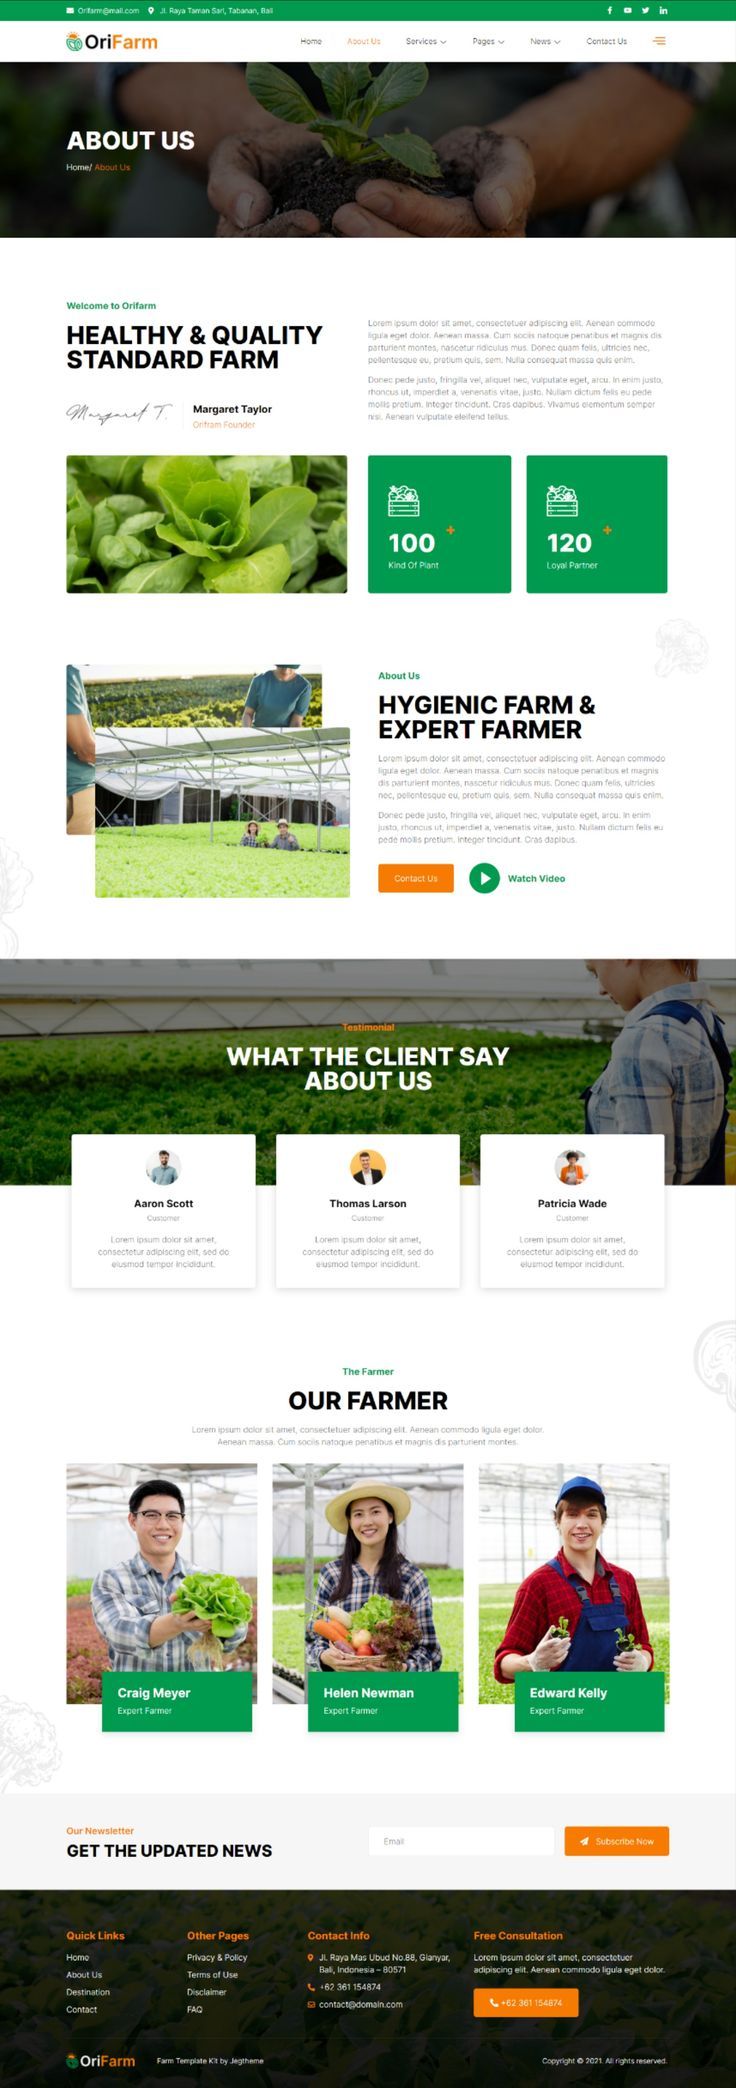 Orifarm@mail.com Jl. Raya Taman Sari, Tabanan, Bali
OriFarm
Home About Us Services Pages News Contact Us
ABOUT US
Home/ About Us
Welcome to Orifarm
HEALTHY & QUALITY
STANDARD FARM
Margaret T.
Margaret Taylor
Orifram Founder
Lorem ipsum dolor sit amet, consectetuer adipiscing elit. Aenean commodo
ligula eget dolor. Aenean massa. Cum sociis natoque penatibus et magnis dis
parturient montes, nascetur ridiculus mus. Donec quam felis, ultricies nec,
pellentesque eu, pretium quis, sem. Nulla consequat massa quis enim.
Donec pede justo, fringilla vel, aliquet nec, vulputate eget, arcu. In enim justo,
rhoncus ut, imperdiet a, venenatis vitae, justo. Nullam dictum felis eu pede
mollis pretium. Integer tincidunt. Cras dapibus. Vivamus elementum semper
nisi. Aenean vulputate eleifend tellus.
100 +
Kind Of Plant
120 +
Loyal Partner
About Us
HYGIENIC FARM &
EXPERT FARMER
Lorem ipsum dolor sit amet, consectetuer adipiscing elit. Aenean commodo
ligula eget dolor. Aenean massa. Cum sociis natoque penatibus et magnis
dis parturient montes, nascetur ridiculus mus. Donec quam felis, ultricies
nec, pellentesque eu, pretium quis, sem. Nulla consequat massa quis enim.
Donec pede justo, fringilla vel, aliquet nec, vulputate eget, arcu. In enim
justo, rhoncus ut, imperdiet a, venenatis vitae, justo. Nullam dictum felis eu
pede mollis pretium. Integer tincidunt. Cras dapibus.
Contact Us
Watch Video
Testimonial
WHAT THE CLIENT SAY
ABOUT US
Aaron Scott
Customer
Lorem ipsum dolor sit amet,
consectetur adipiscing elit, sed do
eiusmod tempor incididunt.
Thomas Larson
Customer
Lorem ipsum dolor sit amet,
consectetur adipiscing elit, sed do
eiusmod tempor incididunt.
Patricia Wade
Customer
Lorem ipsum dolor sit amet,
consectetur adipiscing elit, sed do
eiusmod tempor incididunt.
The Farmer
OUR FARMER
Lorem ipsum dolor sit amet, consectetuer adipiscing elit. Aenean commodo ligula eget dolor.
Aenean massa. Cum sociis natoque penatibus et magnis dis parturient montes.
Craig Meyer
Expert Farmer
Helen Newman
Expert Farmer
Edward Kelly
Expert Farmer
Our Newsletter
GET THE UPDATED NEWS
Email
Subscribe Now
Quick Links
Home
About Us
Destination
Contact
Other Pages
Privacy & Policy
Terms of Use
Disclaimer
FAQ
Contact Info
Jl. Raya Mas Ubud No.88, Gianyar,
Bali, Indonesia – 80571
+62 361 154874
contact@domain.com
Free Consultation
Lorem ipsum dolor sit amet, consectetuer
adipiscing elit. Aenean commodo ligula eget dolor.
+62 361 154874
OriFarm
Farm Template Kit by Jegtheme
Copyright © 2021. All rights reserved.